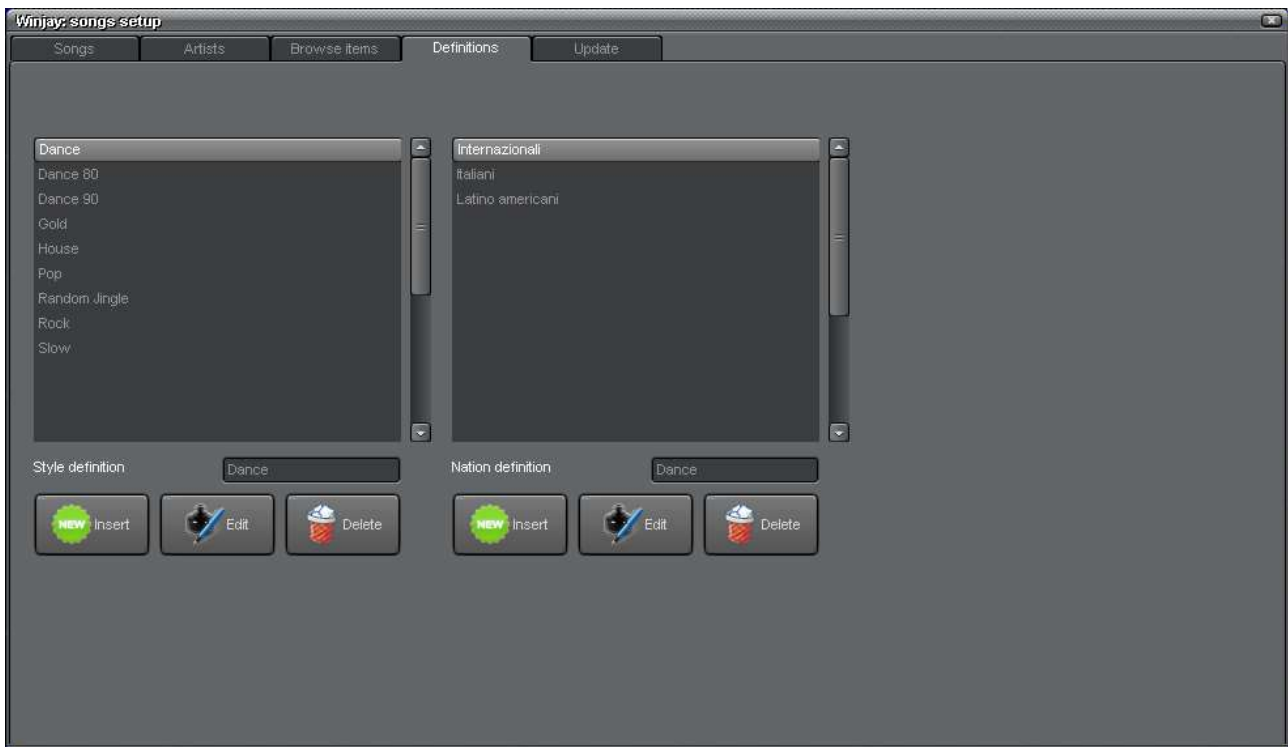 Winjay: songs setup
Songs Artists Browse items Definitions Update
Dance
Dance 80
Dance 90
Gold
House
Pop
Random Jingle
Rock
Slow
Internazionali
Italiani
Latino americani
Style definition Dance
Nation definition Dance
NEW Insert Edit Delete
NEW Insert Edit Delete